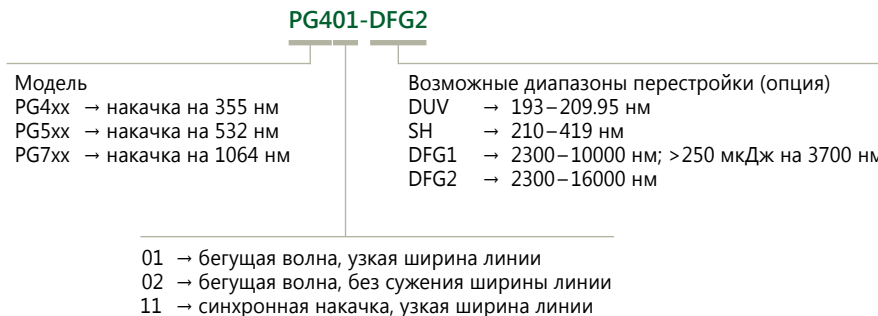 PG401-DFG2
Модель
PG4xx → накачка на 355 нм
PG5xx → накачка на 532 нм
PG7xx → накачка на 1064 нм
Возможные диапазоны перестройки (опция)
DUV → 193–209.95 нм
SH → 210–419 нм
DFG1 → 2300–10000 нм; >250 мкДж на 3700 нм
DFG2 → 2300–16000 нм
01 → бегущая волна, узкая ширина линии
02 → бегущая волна, без сужения ширины линии
11 → синхронная накачка, узкая ширина линии